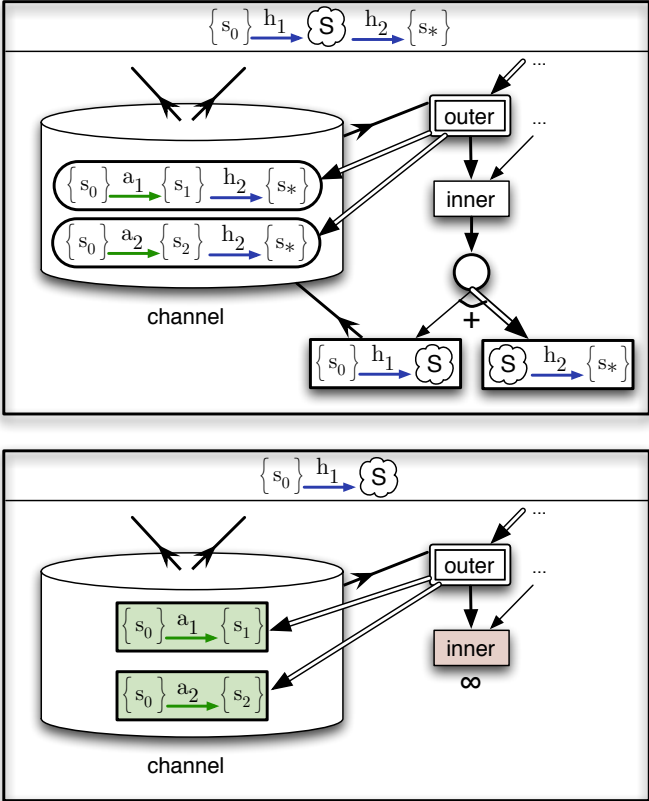 {s₀} h₁ S h₂ {s*}
...
outer
...
{s₀} a₁ {s₁} h₂ {s*}
inner
{s₀} a₂ {s₂} h₂ {s*}
channel
+
{s₀} h₁ S
S h₂ {s*}
{s₀} h₁ S
...
outer
...
{s₀} a₁ {s₁}
inner
∞
{s₀} a₂ {s₂}
channel